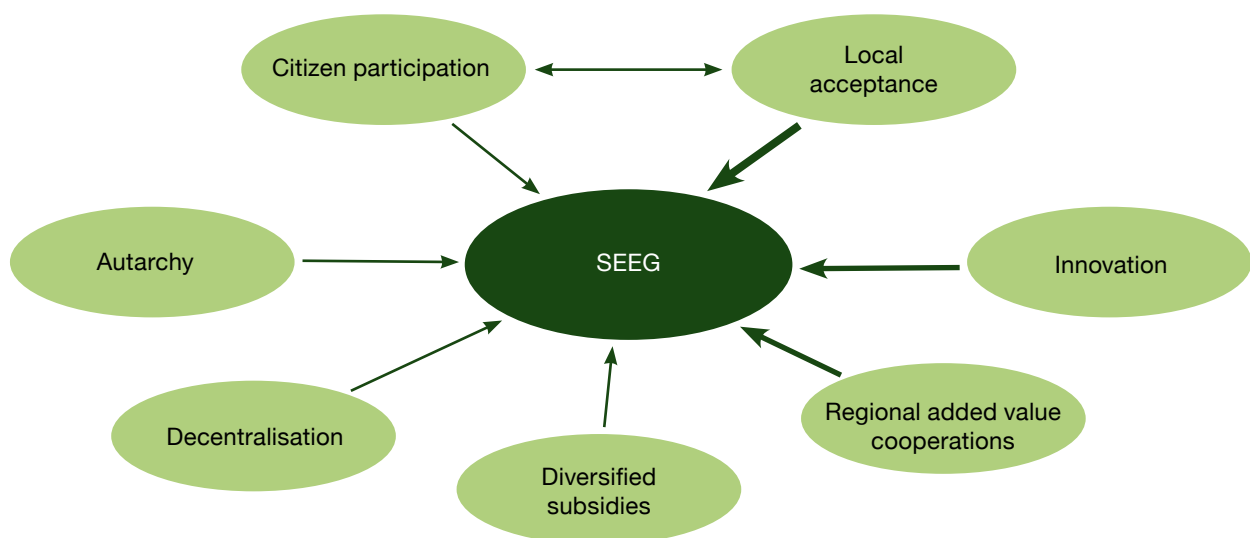 Citizen participation
Local
acceptance
Autarchy
SEEG
Innovation
Decentralisation
Regional added value
cooperations
Diversified
subsidies